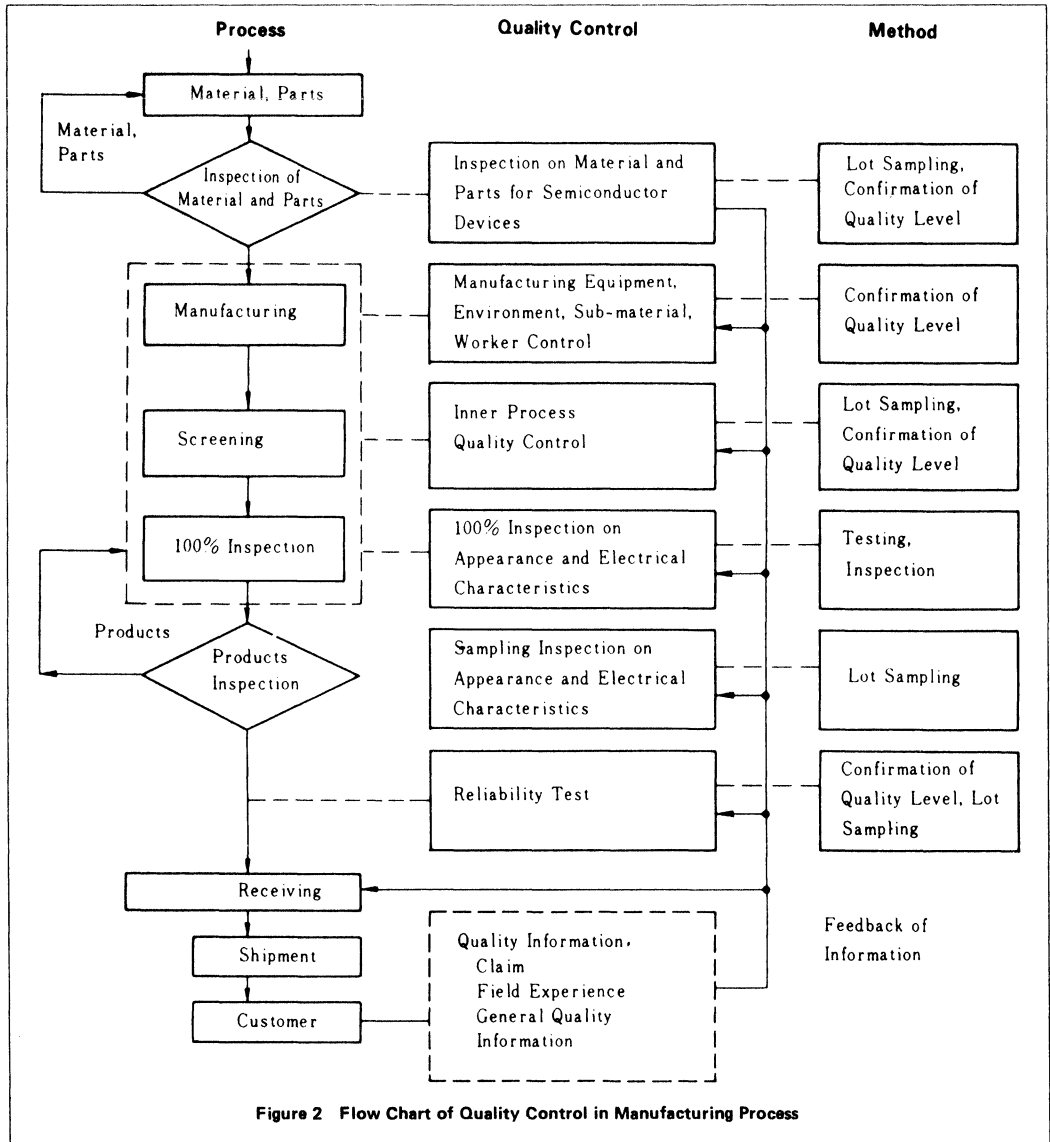 Process
Quality Control
Method
Material, Parts
Material,
Parts
Inspection of
Material and Parts
Inspection on Material and
Parts for Semiconductor
Devices
Lot Sampling,
Confirmation of
Quality Level
Manufacturing
Manufacturing Equipment,
Environment, Sub-material,
Worker Control
Confirmation of
Quality Level
Screening
Inner Process
Quality Control
Lot Sampling,
Confirmation of
Quality Level
100% Inspection
100% Inspection on
Appearance and Electrical
Characteristics
Testing,
Inspection
Products
Products
Inspection
Sampling Inspection on
Appearance and Electrical
Characteristics
Lot Sampling
Reliability Test
Confirmation of
Quality Level, Lot
Sampling
Receiving
Shipment
Customer
Quality Information,
Claim
Field Experience
General Quality
Information
Feedback of
Information
Figure 2 Flow Chart of Quality Control in Manufacturing Process